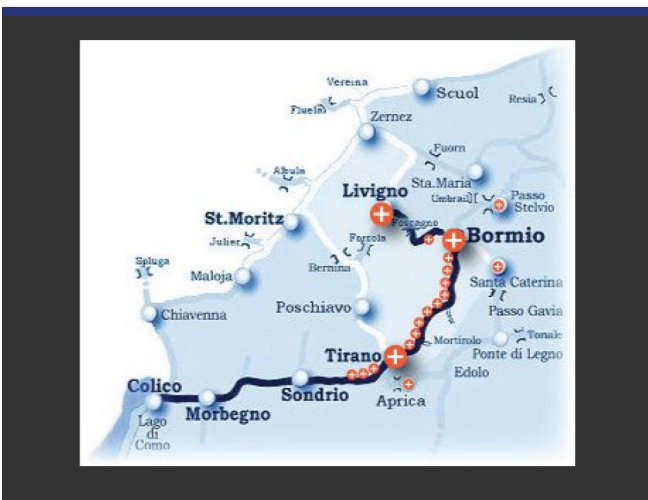 Vereina
Scuol
Resia
Fluela
Zernez
Fuorn
Albula
Sta.Maria
Livigno
Umbrail
Passo
Stelvio
St.Moritz
Foscagno
Bormio
Julier
Forcola
Spluga
Bernina
Maloja
Santa Caterina
Poschiavo
Passo Gavia
Chiavenna
Tonale
Mortirolo
Tirano
Ponte di Legno
Edolo
Colico
Sondrio
Aprica
Morbegno
Lago
di
Como